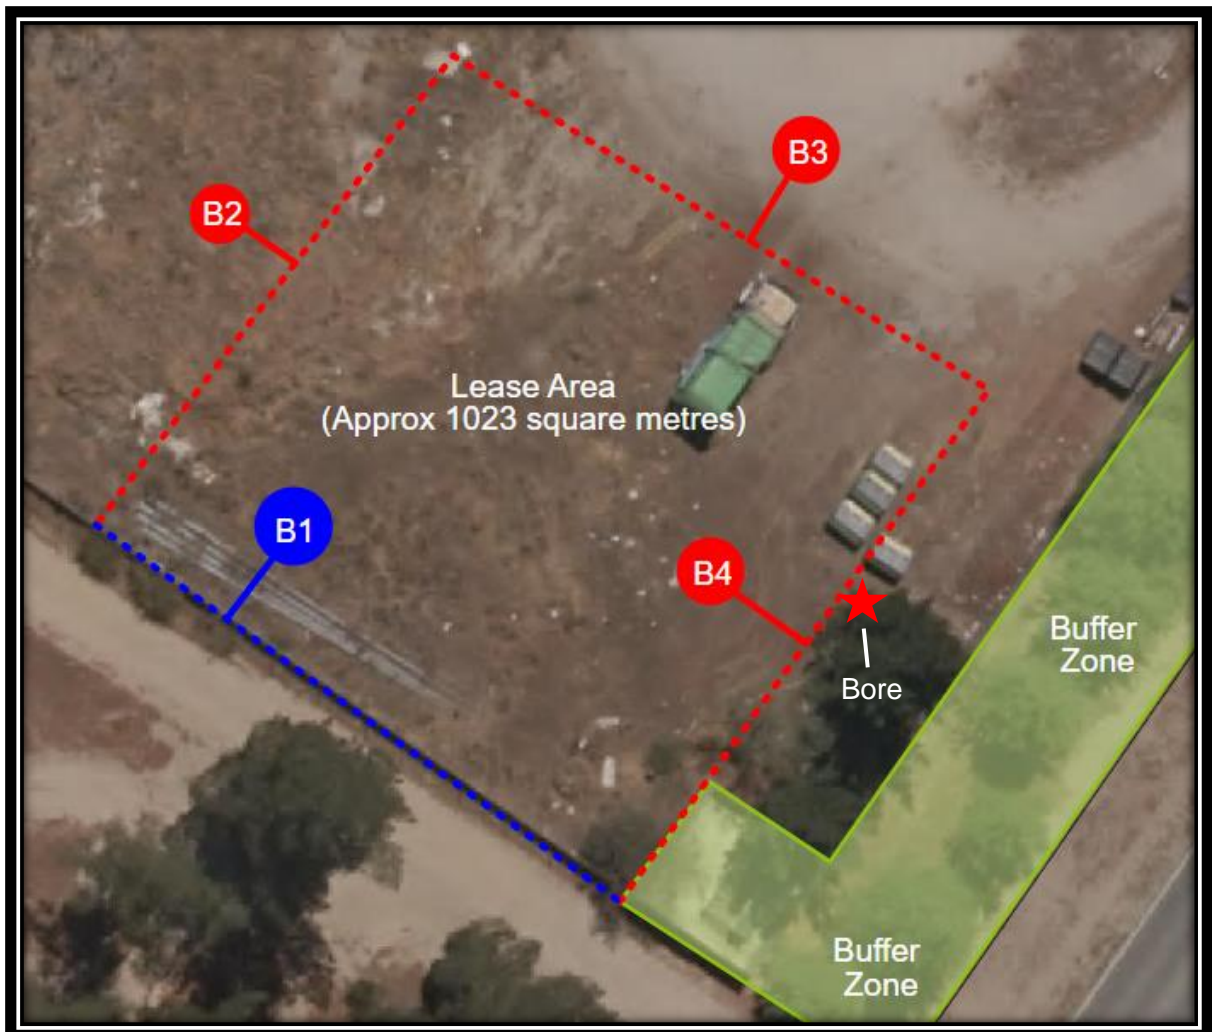 B3
B2
Lease Area
(Approx 1023 square metres)
B1
B4
Buffer
Zone
Bore
Buffer
Zone